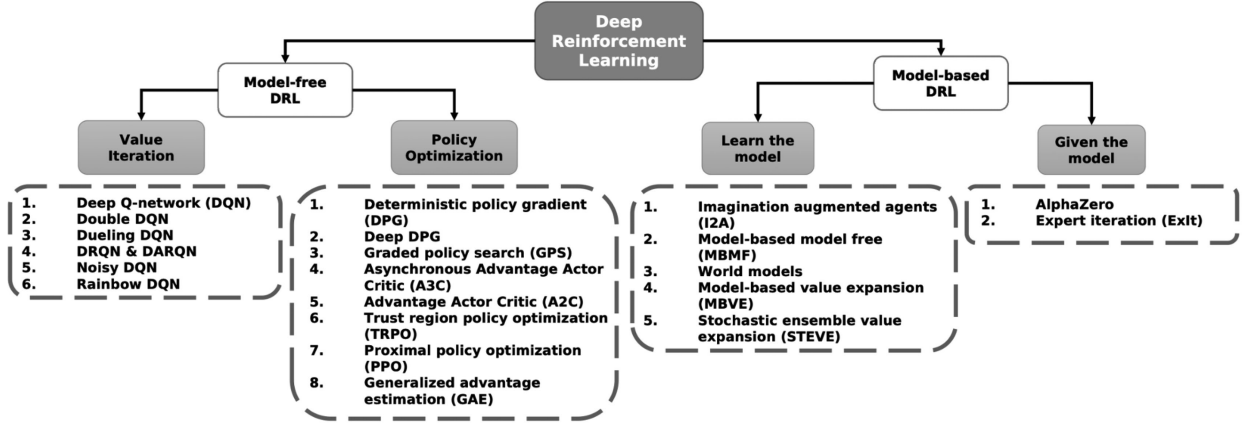 Deep
Reinforcement
Learning
Model-free
DRL
Model-based
DRL
Value
Iteration
Policy
Optimization
Learn the
model
Given the
model
1. Deep Q-network (DQN)
2. Double DQN
3. Dueling DQN
4. DRQN & DARQN
5. Noisy DQN
6. Rainbow DQN
1. Deterministic policy gradient
(DPG)
2. Deep DPG
3. Graded policy search (GPS)
4. Asynchronous Advantage Actor
Critic (A3C)
5. Advantage Actor Critic (A2C)
6. Trust region policy optimization
(TRPO)
7. Proximal policy optimization
(PPO)
8. Generalized advantage
estimation (GAE)
1. Imagination augmented agents
(I2A)
2. Model-based model free
(MBMF)
3. World models
4. Model-based value expansion
(MBVE)
5. Stochastic ensemble value
expansion (STEVE)
1. AlphaZero
2. Expert iteration (ExIt)